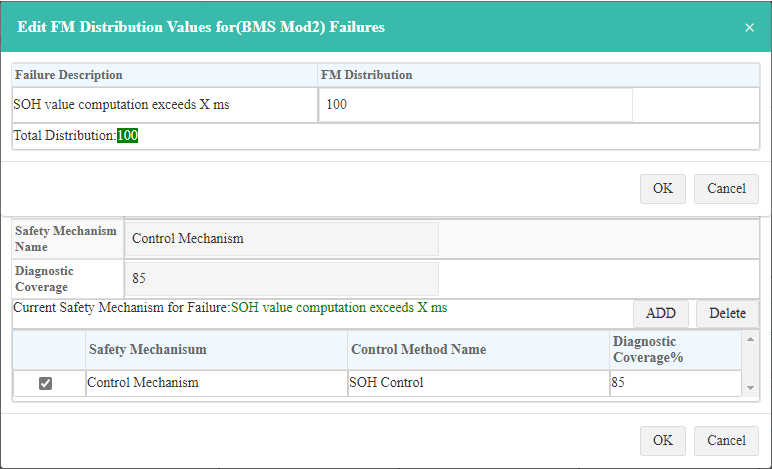 Edit FM Distribution Values for(BMS Mod2) Failures ×
Failure Description FM Distribution
SOH value computation exceeds X ms 100
Total Distribution:100
OK Cancel
Safety Mechanism
Name
Control Mechanism
Diagnostic
Coverage
85
Current Safety Mechanism for Failure:SOH value computation exceeds X ms ADD Delete
Safety Mechanisum Control Method Name Diagnostic
Coverage%
Control Mechanism SOH Control 85
OK Cancel